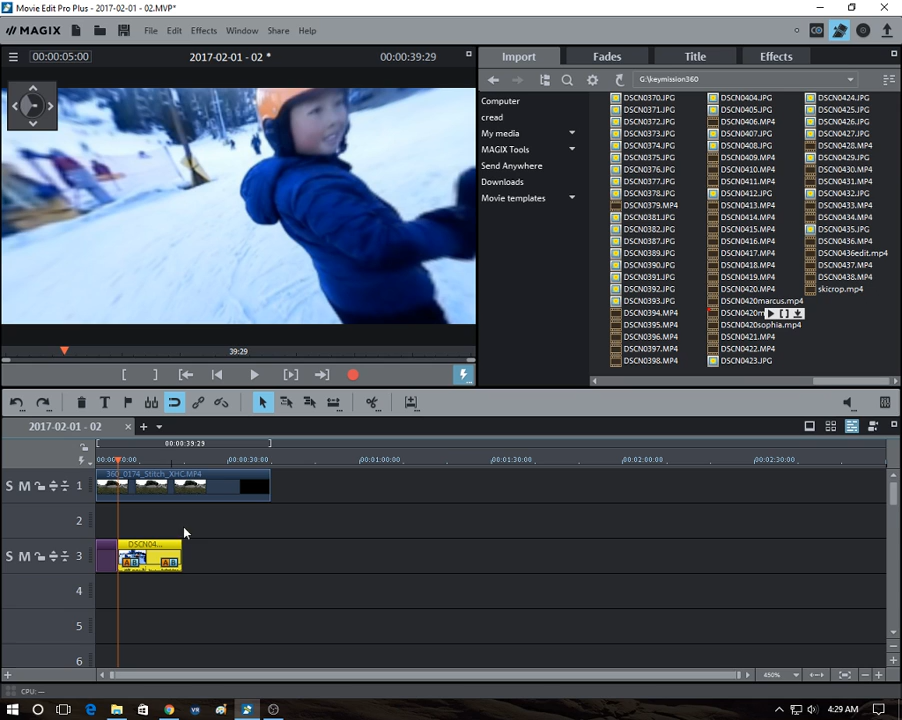 Movie Edit Pro Plus - 2017-02-01 - 02.MVP*
MAGIX
File Edit Effects Window Share Help
00:00:05:00
2017-02-01 - 02 *
00:00:39:29
Import
Fades
Title
Effects
G:\keymission360
Computer
cread
My media
MAGIX Tools
Send Anywhere
Downloads
Movie templates
DSCN0370.JPG
DSCN0371.JPG
DSCN0372.JPG
DSCN0373.JPG
DSCN0374.JPG
DSCN0375.JPG
DSCN0376.JPG
DSCN0377.JPG
DSCN0378.JPG
DSCN0379.MP4
DSCN0381.JPG
DSCN0382.JPG
DSCN0387.JPG
DSCN0389.JPG
DSCN0390.JPG
DSCN0391.JPG
DSCN0392.JPG
DSCN0393.JPG
DSCN0394.MP4
DSCN0395.MP4
DSCN0396.MP4
DSCN0397.MP4
DSCN0398.MP4
DSCN0404.JPG
DSCN0405.JPG
DSCN0406.MP4
DSCN0407.JPG
DSCN0408.JPG
DSCN0409.MP4
DSCN0410.MP4
DSCN0411.MP4
DSCN0412.JPG
DSCN0413.MP4
DSCN0414.MP4
DSCN0415.MP4
DSCN0416.MP4
DSCN0417.MP4
DSCN0418.MP4
DSCN0419.MP4
DSCN0420.MP4
DSCN0420marcus.mp4
DSCN0420m
DSCN0420sophia.mp4
DSCN0421.MP4
DSCN0422.MP4
DSCN0423.JPG
DSCN0424.JPG
DSCN0425.JPG
DSCN0426.JPG
DSCN0427.JPG
DSCN0428.MP4
DSCN0429.JPG
DSCN0430.MP4
DSCN0431.MP4
DSCN0432.JPG
DSCN0433.MP4
DSCN0434.MP4
DSCN0435.JPG
DSCN0436.MP4
DSCN0436edit.mp4
DSCN0437.MP4
DSCN0438.MP4
skicrop.mp4
39:29
2017-02-01 - 02
00:00:39:29
00:00:30:00
00:01:00:00
00:01:30:00
00:02:00:00
00:02:30:00
S M 1
360_0174_Stitch_XHC.MP4
2
S M 3
DSCN04...
A B
A B
4
5
6
450%
CPU: —
4:29 AM